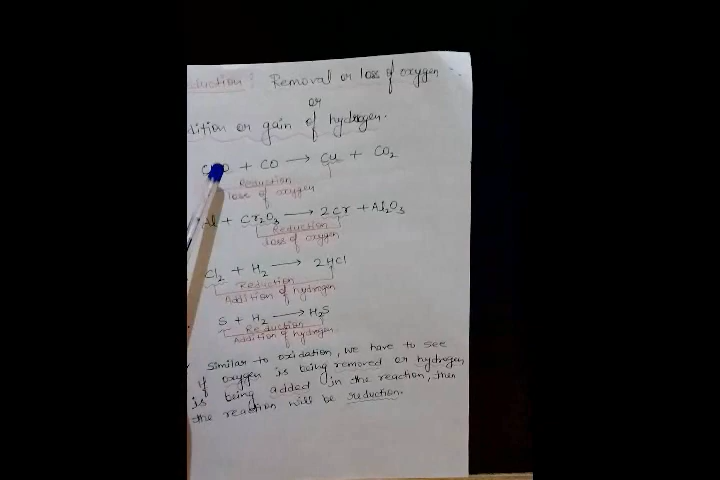 duction : Removal or loss of oxygen
or
dition or gain of hydrogen.
+ CO → Cu + CO2
Reduction
loss of oxygen
Al + Cr2O3 → 2Cr + Al2O3
Reduction
loss of oxygen
Cl2 + H2 → 2HCl
Reduction
Addition of hydrogen
S + H2 → H2S
Reduction
Addition of hydrogen
Similar to oxidation, we have to see
if oxygen is being removed or hydrogen
is being added in the reaction, then
the reaction will be reduction.